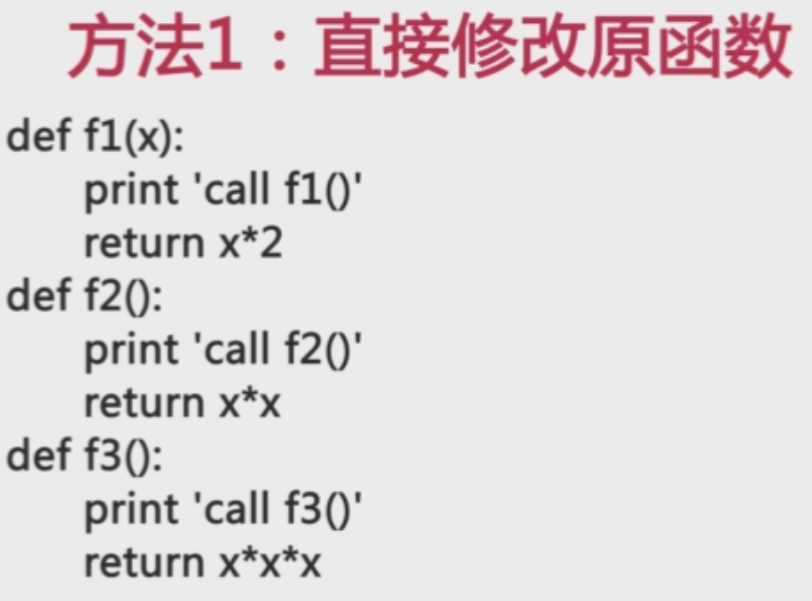 方法1：直接修改原函数
def f1(x):
    print 'call f1()'
    return x*2
def f2():
    print 'call f2()'
    return x*x
def f3():
    print 'call f3()'
    return x*x*x